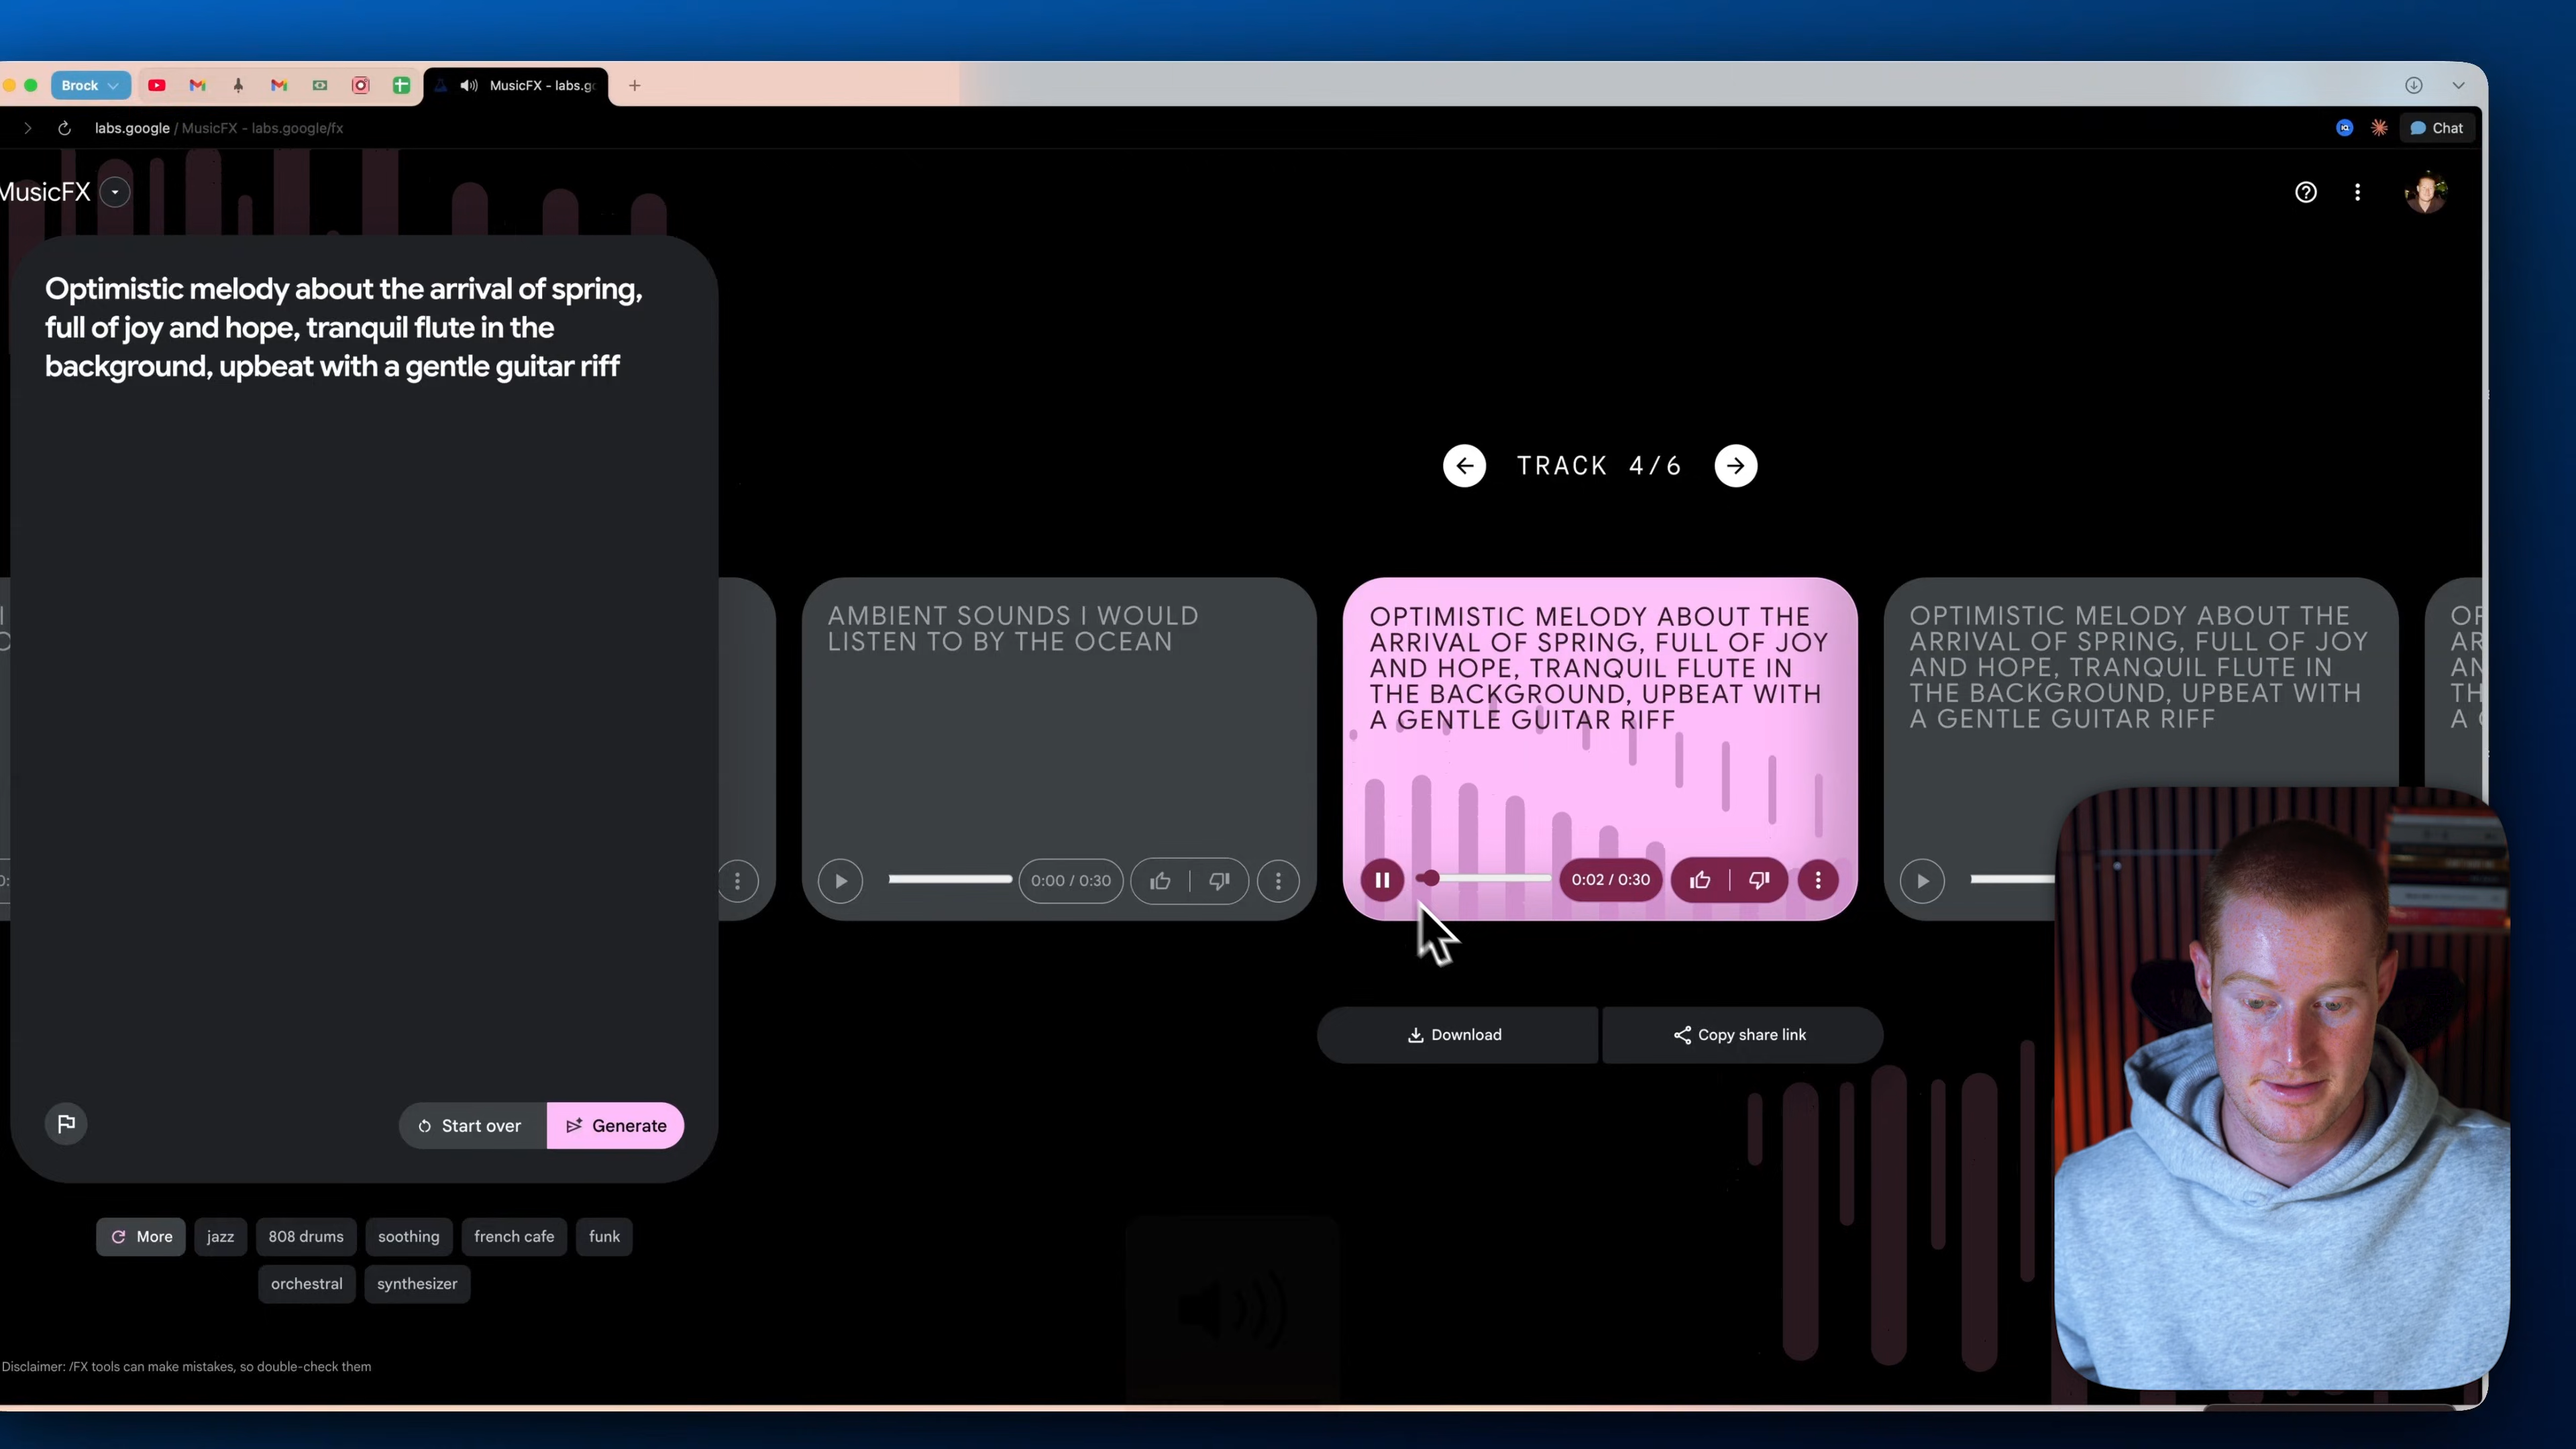 Brock
MusicFX - labs.g
labs.google / MusicFX - labs.google/fx
Chat
MusicFX
Optimistic melody about the arrival of spring,
full of joy and hope, tranquil flute in the
background, upbeat with a gentle guitar riff
TRACK 4/6
AMBIENT SOUNDS I WOULD
LISTEN TO BY THE OCEAN
0:00 / 0:30
OPTIMISTIC MELODY ABOUT THE
ARRIVAL OF SPRING, FULL OF JOY
AND HOPE, TRANQUIL FLUTE IN
THE BACKGROUND, UPBEAT WITH
A GENTLE GUITAR RIFF
0:02 / 0:30
OPTIMISTIC MELODY ABOUT THE
ARRIVAL OF SPRING, FULL OF JOY
AND HOPE, TRANQUIL FLUTE IN
THE BACKGROUND, UPBEAT WITH
A GENTLE GUITAR RIFF
Download
Copy share link
Start over
Generate
More
jazz
808 drums
soothing
french cafe
funk
orchestral
synthesizer
Disclaimer: /FX tools can make mistakes, so double-check them